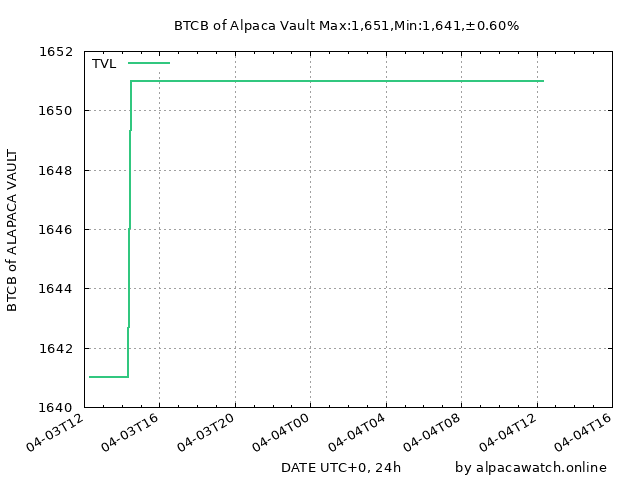 BTCB of Alpaca Vault Max:1,651,Min:1,641,±0.60%
TVL
1652
1650
1648
1646
1644
1642
1640
BTCB of ALAPACA VAULT
04-03T12
04-03T16
04-03T20
04-04T00
04-04T04
04-04T08
04-04T12
04-04T16
DATE UTC+0, 24h
by alpacawatch.online